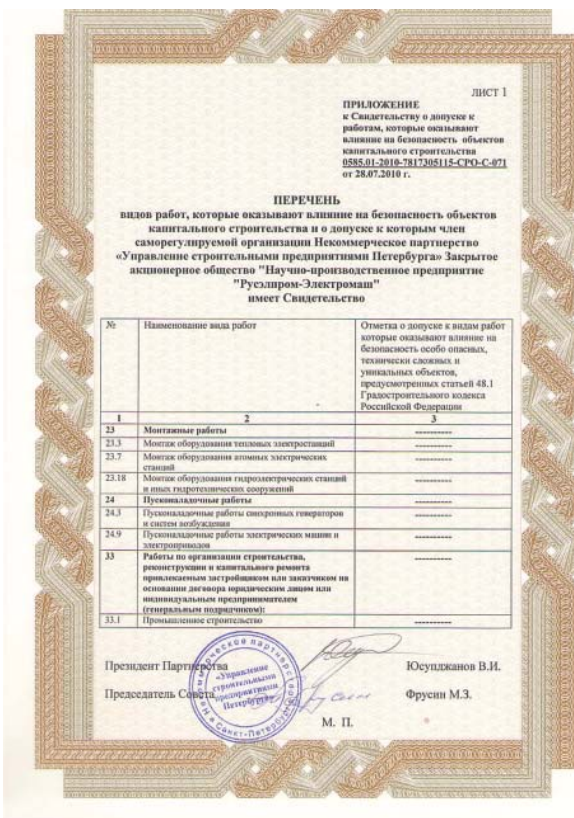 ЛИСТ 1
ПРИЛОЖЕНИЕ
к Свидетельству о допуске к
работам, которые оказывают
влияние на безопасность объектов
капитального строительства
0585.01-2010-7817305115-СРО-С-071
от 28.07.2010 г.
ПЕРЕЧЕНЬ
видов работ, которые оказывают влияние на безопасность объектов
капитального строительства и о допуске к которым член
саморегулируемой организации Некоммерческое партнерство
«Управление строительными предприятиями Петербурга» Закрытое
акционерное общество "Научно-производственное предприятие
"Русэлпром-Электромаш"
имеет Свидетельство
№
Наименование вида работ
Отметка о допуске к видам работ
которые оказывают влияние на
безопасность особо опасных,
технически сложных и
уникальных объектов,
предусмотренных статьей 48.1
Градостроительного кодекса
Российской Федерации
1 2 3
23 Монтажные работы ----------
23.3 Монтаж оборудования тепловых электростанций ----------
23.7 Монтаж оборудования атомных электрических ----------
станций
23.18 Монтаж оборудования гидроэлектрических станций ----------
и иных гидротехнических сооружений
24 Пусконаладочные работы ----------
24.3 Пусконаладочные работы синхронных генераторов ----------
и систем возбуждения
24.9 Пусконаладочные работы электрических машин и ----------
электроприводов
33 Работы по организации строительства, ----------
реконструкции и капитального ремонта
привлекаемым застройщиком или заказчиком на
основании договора юридическим лицом или
индивидуальным предпринимателем
(генеральным подрядчиком):
33.1 Промышленное строительство ----------
Президент Партнерства Юсупджанов В.И.
Председатель Совета Фрусин М.З.
М. П.
«Управление
строительными
предприятиями
Петербурга»